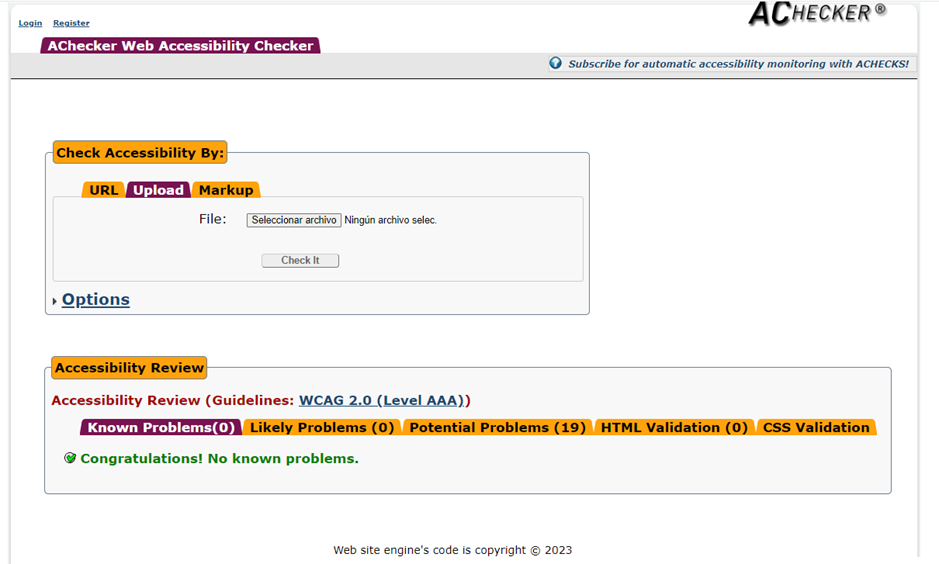 ACHECKER ®
Login Register
AChecker Web Accessibility Checker
Subscribe for automatic accessibility monitoring with ACHECKS!
Check Accessibility By:
URL Upload Markup
File: Seleccionar archivo Ningún archivo selec.
Check It
Options
Accessibility Review
Accessibility Review (Guidelines: WCAG 2.0 (Level AAA))
Known Problems(0) Likely Problems (0) Potential Problems (19) HTML Validation (0) CSS Validation
Congratulations! No known problems.
Web site engine's code is copyright © 2023